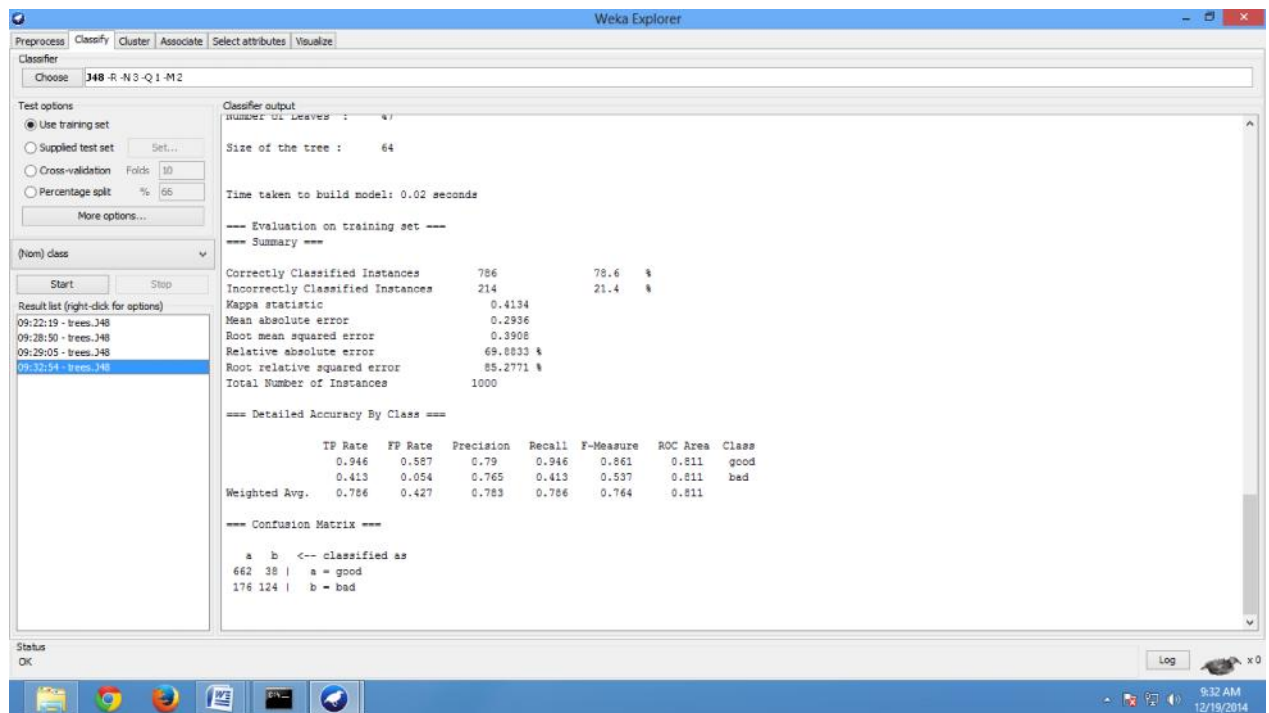 Weka Explorer
Preprocess Classify Cluster Associate Select attributes Visualize
Classifier
Choose J48 -R -N 3 -Q 1 -M 2
Test options
Use training set
Supplied test set Set...
Cross-validation Folds 10
Percentage split % 66
More options...
(Nom) class
Start Stop
Result list (right-click for options)
09:22:19 - trees.J48
09:28:50 - trees.J48
09:29:05 - trees.J48
09:32:54 - trees.J48
Classifier output
Number of Leaves : 47
Size of the tree : 64
Time taken to build model: 0.02 seconds
=== Evaluation on training set ===
=== Summary ===
Correctly Classified Instances 786 78.6 %
Incorrectly Classified Instances 214 21.4 %
Kappa statistic 0.4134
Mean absolute error 0.2936
Root mean squared error 0.3908
Relative absolute error 69.8833 %
Root relative squared error 85.2771 %
Total Number of Instances 1000
=== Detailed Accuracy By Class ===
TP Rate FP Rate Precision Recall F-Measure ROC Area Class
0.946 0.587 0.79 0.946 0.861 0.811 good
0.413 0.054 0.765 0.413 0.537 0.811 bad
Weighted Avg. 0.786 0.427 0.783 0.786 0.764 0.811
=== Confusion Matrix ===
a b <-- classified as
662 38 | a = good
176 124 | b = bad
Status
OK
Log
x 0
9:32 AM
12/19/2014